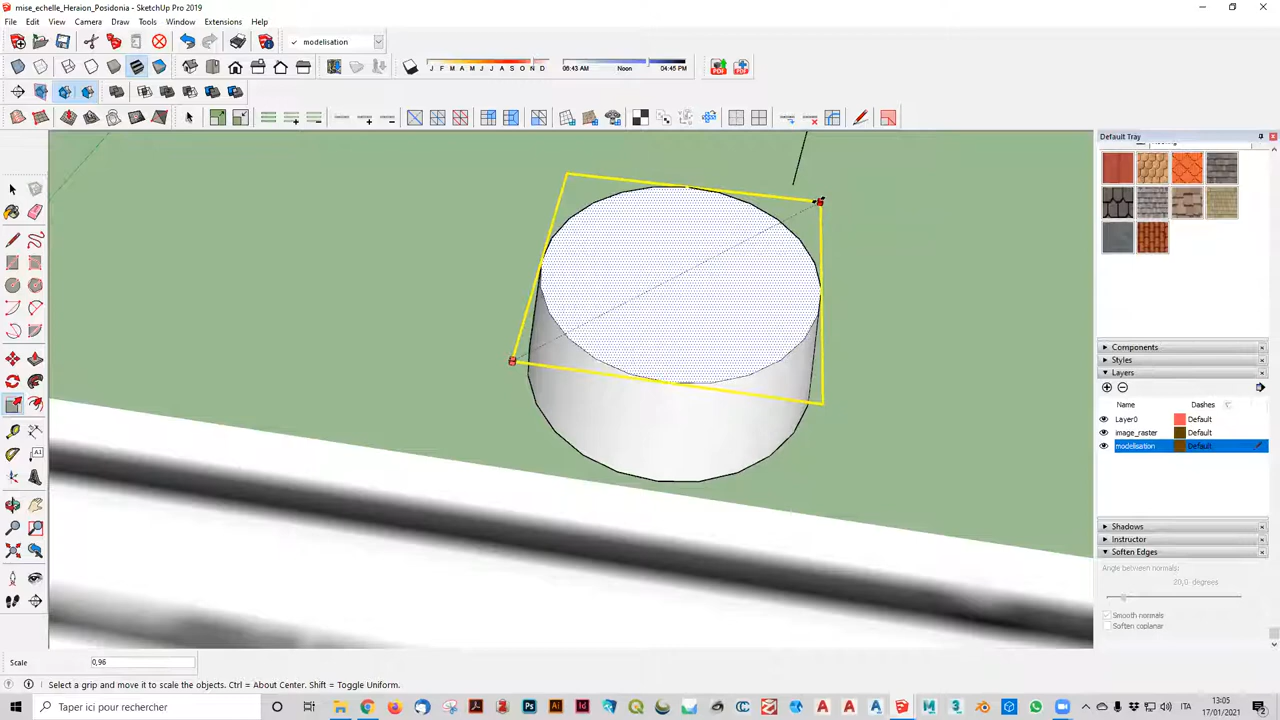 mise_echelle_Heraion_Posidonia* - SketchUp Pro 2019
File Edit View Camera Draw Tools Window Extensions Help
modelisation
J F M A M J J A S O N D
06:43 AM Noon 04:45 PM
Default Tray
Components
Styles
Layers
Name Dashes
Layer0 Default
image_raster Default
modelisation Default
Shadows
Instructor
Soften Edges
Angle between normals:
20,0 degrees
Smooth normals
Soften coplanar
Scale 0,96
Select a grip and move it to scale the objects. Ctrl = About Center. Shift = Toggle Uniform.
Taper ici pour rechercher
ITA
13:05
17/01/2021